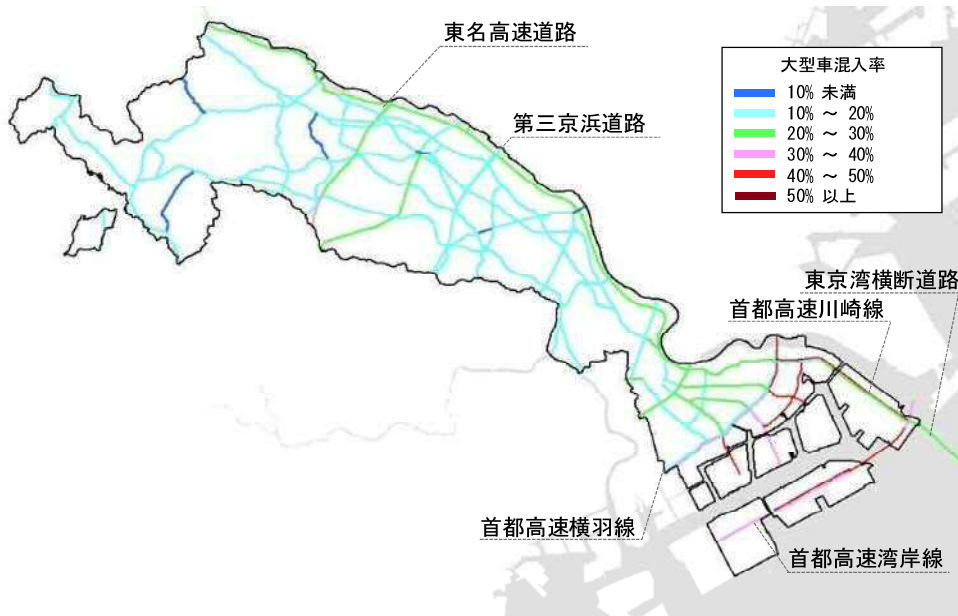 東名高速道路
第三京浜道路
大型車混入率
10% 未満
10% ～ 20%
20% ～ 30%
30% ～ 40%
40% ～ 50%
50% 以上
東京湾横断道路
首都高速川崎線
首都高速横羽線
首都高速湾岸線